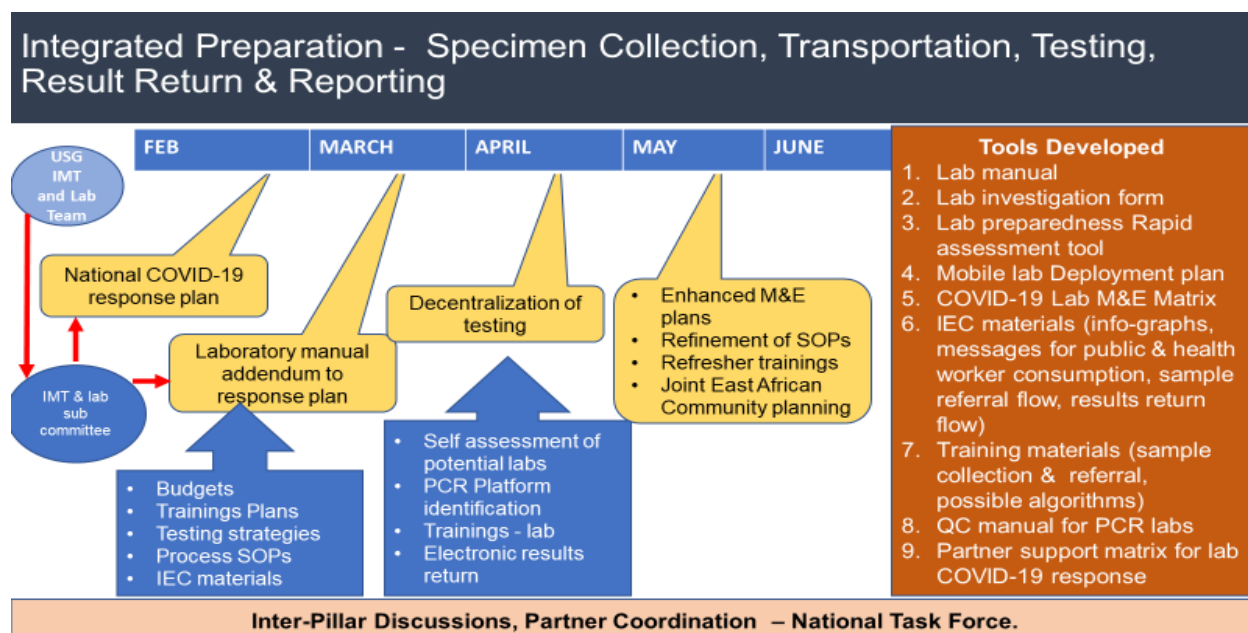 Integrated Preparation - Specimen Collection, Transportation, Testing,
Result Return & Reporting
FEB
MARCH
APRIL
MAY
JUNE
USG
IMT
and Lab
Team
National COVID-19
response plan
Laboratory manual
addendum to
response plan
IMT & lab
sub
committee
• Budgets
• Trainings Plans
• Testing strategies
• Process SOPs
• IEC materials
Decentralization of
testing
• Self assessment of
potential labs
• PCR Platform
identification
• Trainings - lab
• Electronic results
return
• Enhanced M&E
plans
• Refinement of SOPs
• Refresher trainings
• Joint East African
Community planning
Tools Developed
1. Lab manual
2. Lab investigation form
3. Lab preparedness Rapid
assessment tool
4. Mobile lab Deployment plan
5. COVID-19 Lab M&E Matrix
6. IEC materials (info-graphs,
messages for public & health
worker consumption, sample
referral flow, results return
flow)
7. Training materials (sample
collection & referral,
possible algorithms)
8. QC manual for PCR labs
9. Partner support matrix for lab
COVID-19 response
Inter-Pillar Discussions, Partner Coordination – National Task Force.